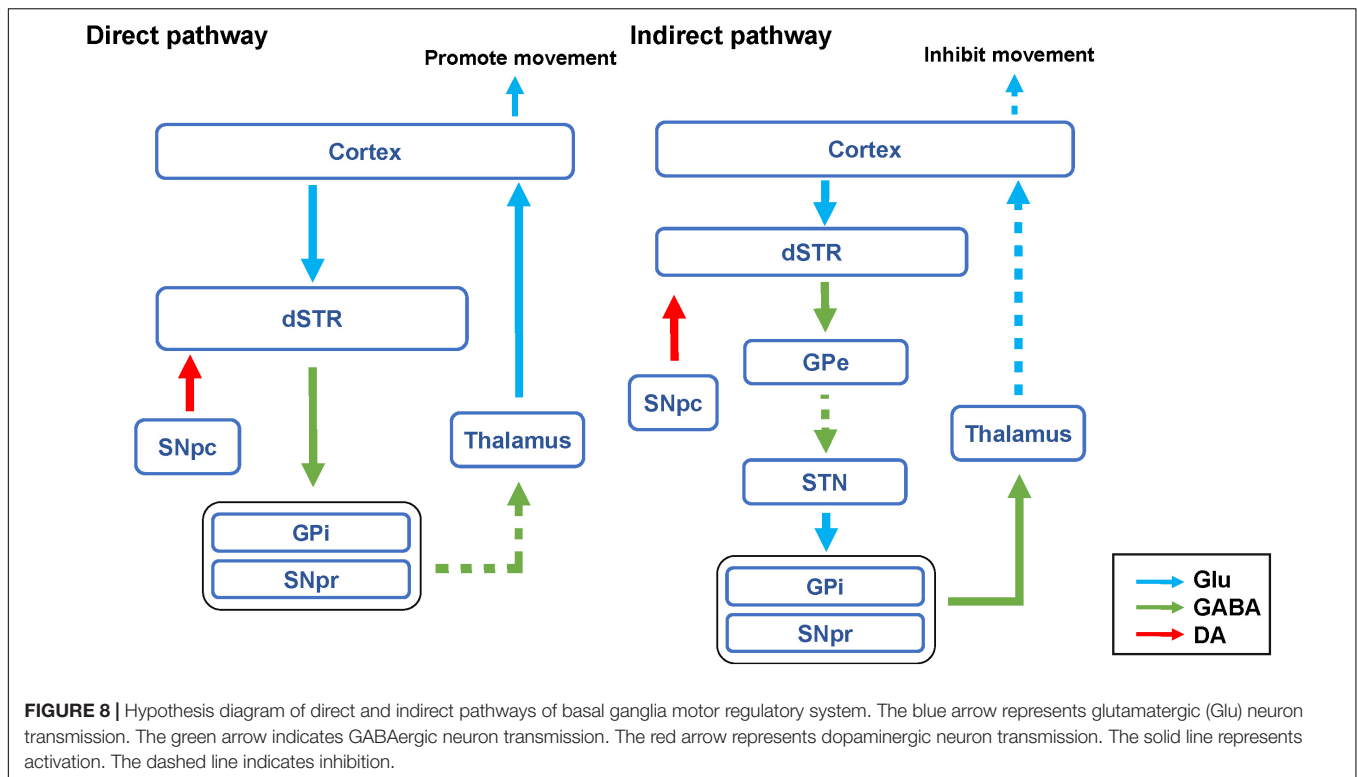 Direct pathway
Promote movement
Cortex
dSTR
SNpc
Thalamus
GPi
SNpr
Indirect pathway
Inhibit movement
Cortex
dSTR
GPe
SNpc
Thalamus
STN
GPi
SNpr
Glu
GABA
DA
FIGURE 8 | Hypothesis diagram of direct and indirect pathways of basal ganglia motor regulatory system. The blue arrow represents glutamatergic (Glu) neuron
transmission. The green arrow indicates GABAergic neuron transmission. The red arrow represents dopaminergic neuron transmission. The solid line represents
activation. The dashed line indicates inhibition.